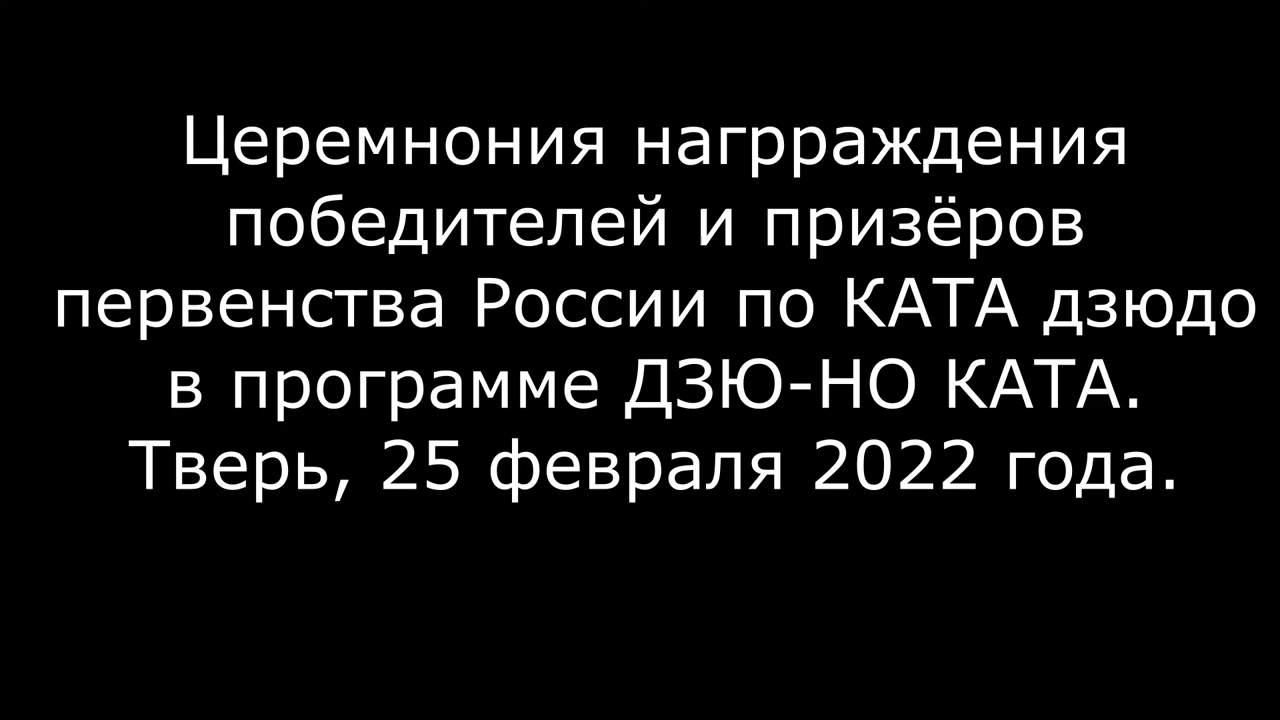 Церемнония нагрраждения
победителей и призёров
первенства России по КАТА дзюдо
в программе ДЗЮ-НО КАТА.
Тверь, 25 февраля 2022 года.